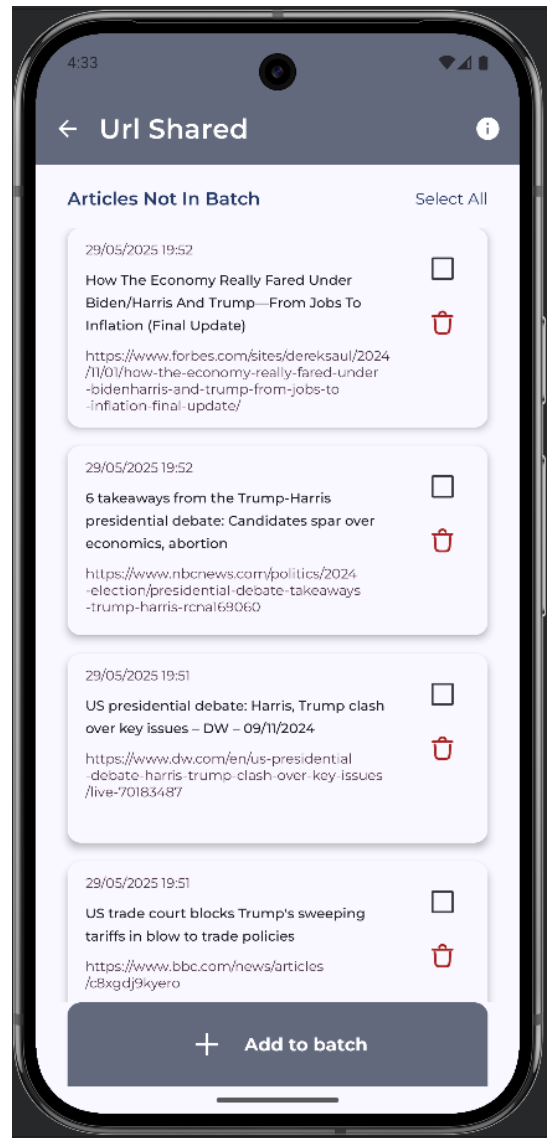 4:33
Url Shared
Articles Not In Batch
Select All
29/05/2025 19:52
How The Economy Really Fared Under
Biden/Harris And Trump—From Jobs To
Inflation (Final Update)
https://www.forbes.com/sites/dereksaul/2024
/11/01/how-the-economy-really-fared-under
-bidenharris-and-trump-from-jobs-to
-inflation-final-update/
29/05/2025 19:52
6 takeaways from the Trump-Harris
presidential debate: Candidates spar over
economics, abortion
https://www.nbcnews.com/politics/2024
-election/presidential-debate-takeaways
-trump-harris-rcna169060
29/05/2025 19:51
US presidential debate: Harris, Trump clash
over key issues – DW – 09/11/2024
https://www.dw.com/en/us-presidential
-debate-harris-trump-clash-over-key-issues
/live-70183487
29/05/2025 19:51
US trade court blocks Trump's sweeping
tariffs in blow to trade policies
https://www.bbc.com/news/articles
/c8xgdj9kyero
Add to batch